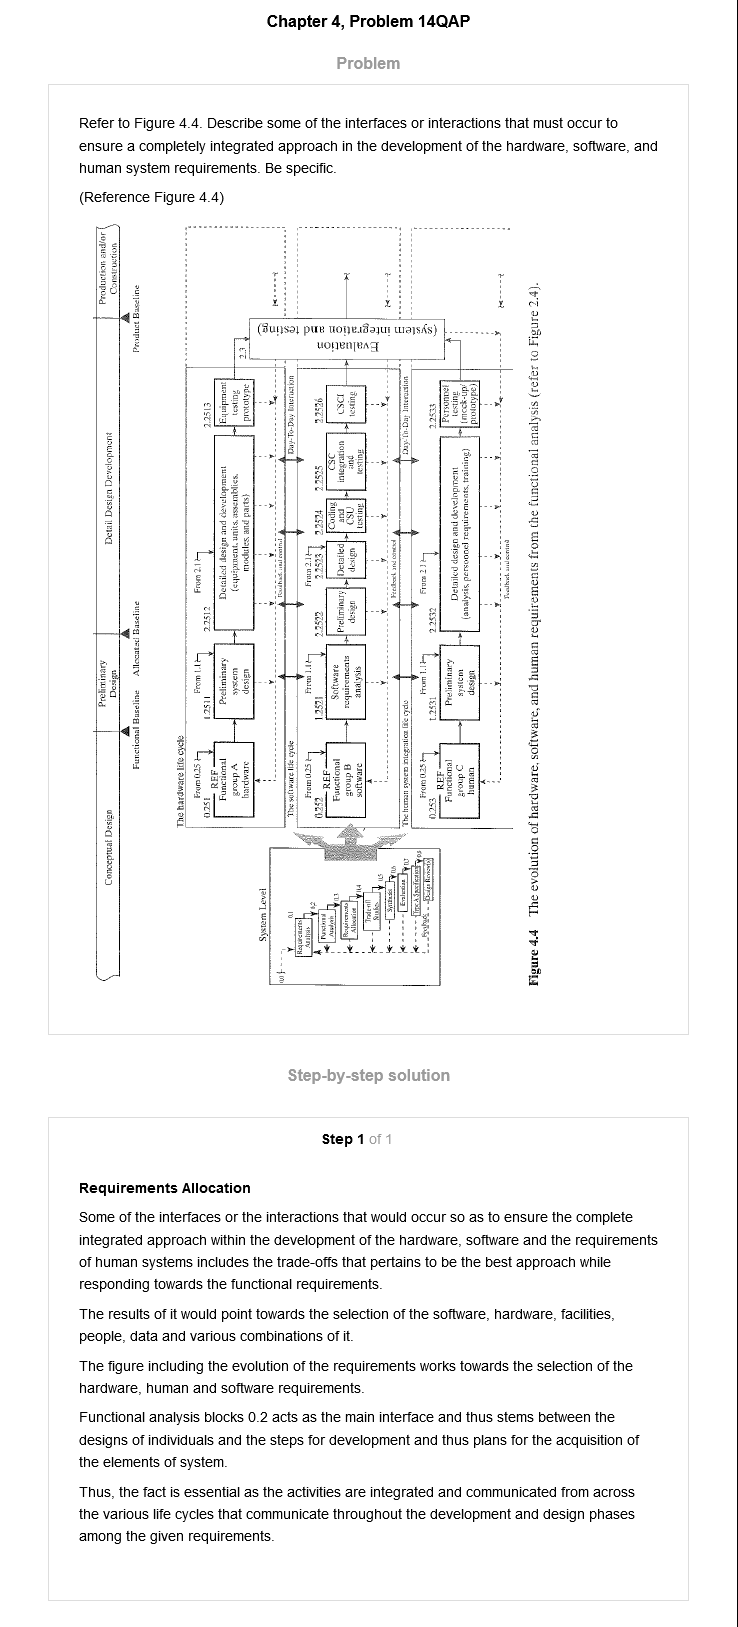 Chapter 4, Problem 14QAP
Problem
Refer to Figure 4.4. Describe some of the interfaces or interactions that must occur to
ensure a completely integrated approach in the development of the hardware, software, and
human system requirements. Be specific.
(Reference Figure 4.4)
Conceptual Design
Preliminary
Design
Detail Design Development
Production and/or
Construction
Functional Baseline
Allocated Baseline
Product Baseline
System Level
0.1
Requirements
Analysis
0.2
Functional
Analysis
0.3
Requirements
Allocation
0.4
Trade-off
Studies
0.5
Synthesis
0.6
Evaluation
0.7
Type A Specification
0.8
Design Review(s)
Feedback
The hardware life cycle
0.251
From 0.25
REF
Functional
group A
hardware
1.2511
From 1.1
Preliminary
system
design
2.2512
From 2.1
Detailed design and development
(equipment, units, assemblies,
modules, and parts)
2.2513
Equipment
testing
prototype
2.3
Feedback and control
Day-To-Day Interaction
The software life cycle
0.252
From 0.25
REF
Functional
group B
software
1.2521
From 1.1
Software
requirements
analysis
2.2522
Preliminary
design
From 2.1
2.2523
Detailed
design
2.2524
Coding
and
CSU
testing
2.2525
CSC
integration
and
testing
2.2526
CSCI
testing
Evaluation
(system integration and testing)
Feedback and control
Day-To-Day Interaction
The human system integration life cycle
0.253
From 0.25
REF
Functional
group C
human
1.2531
From 1.1
Preliminary
system
design
2.2532
From 2.1
Detailed design and development
(analysis, personnel requirements, training)
2.2533
Personnel
testing
(mock-up/
prototype)
Feedback and control
Figure 4.4 The evolution of hardware, software, and human requirements from the functional analysis (refer to Figure 2.4).
Step-by-step solution
Step 1 of 1
Requirements Allocation
Some of the interfaces or the interactions that would occur so as to ensure the complete
integrated approach within the development of the hardware, software and the requirements
of human systems includes the trade-offs that pertains to be the best approach while
responding towards the functional requirements.
The results of it would point towards the selection of the software, hardware, facilities,
people, data and various combinations of it.
The figure including the evolution of the requirements works towards the selection of the
hardware, human and software requirements.
Functional analysis blocks 0.2 acts as the main interface and thus stems between the
designs of individuals and the steps for development and thus plans for the acquisition of
the elements of system.
Thus, the fact is essential as the activities are integrated and communicated from across
the various life cycles that communicate throughout the development and design phases
among the given requirements.